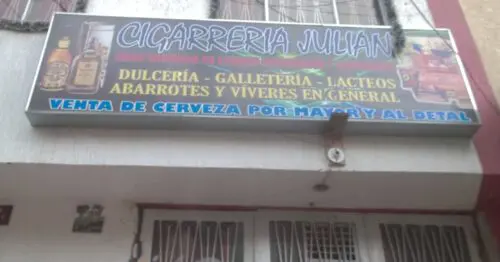 CIGARRERIA JULIAN
DULCERÍA - GALLETERIA - LACTEOS
ABARROTES Y VÍVERES EN GENERAL
VENTA DE CERVEZA POR MAYOR Y AL DETAL